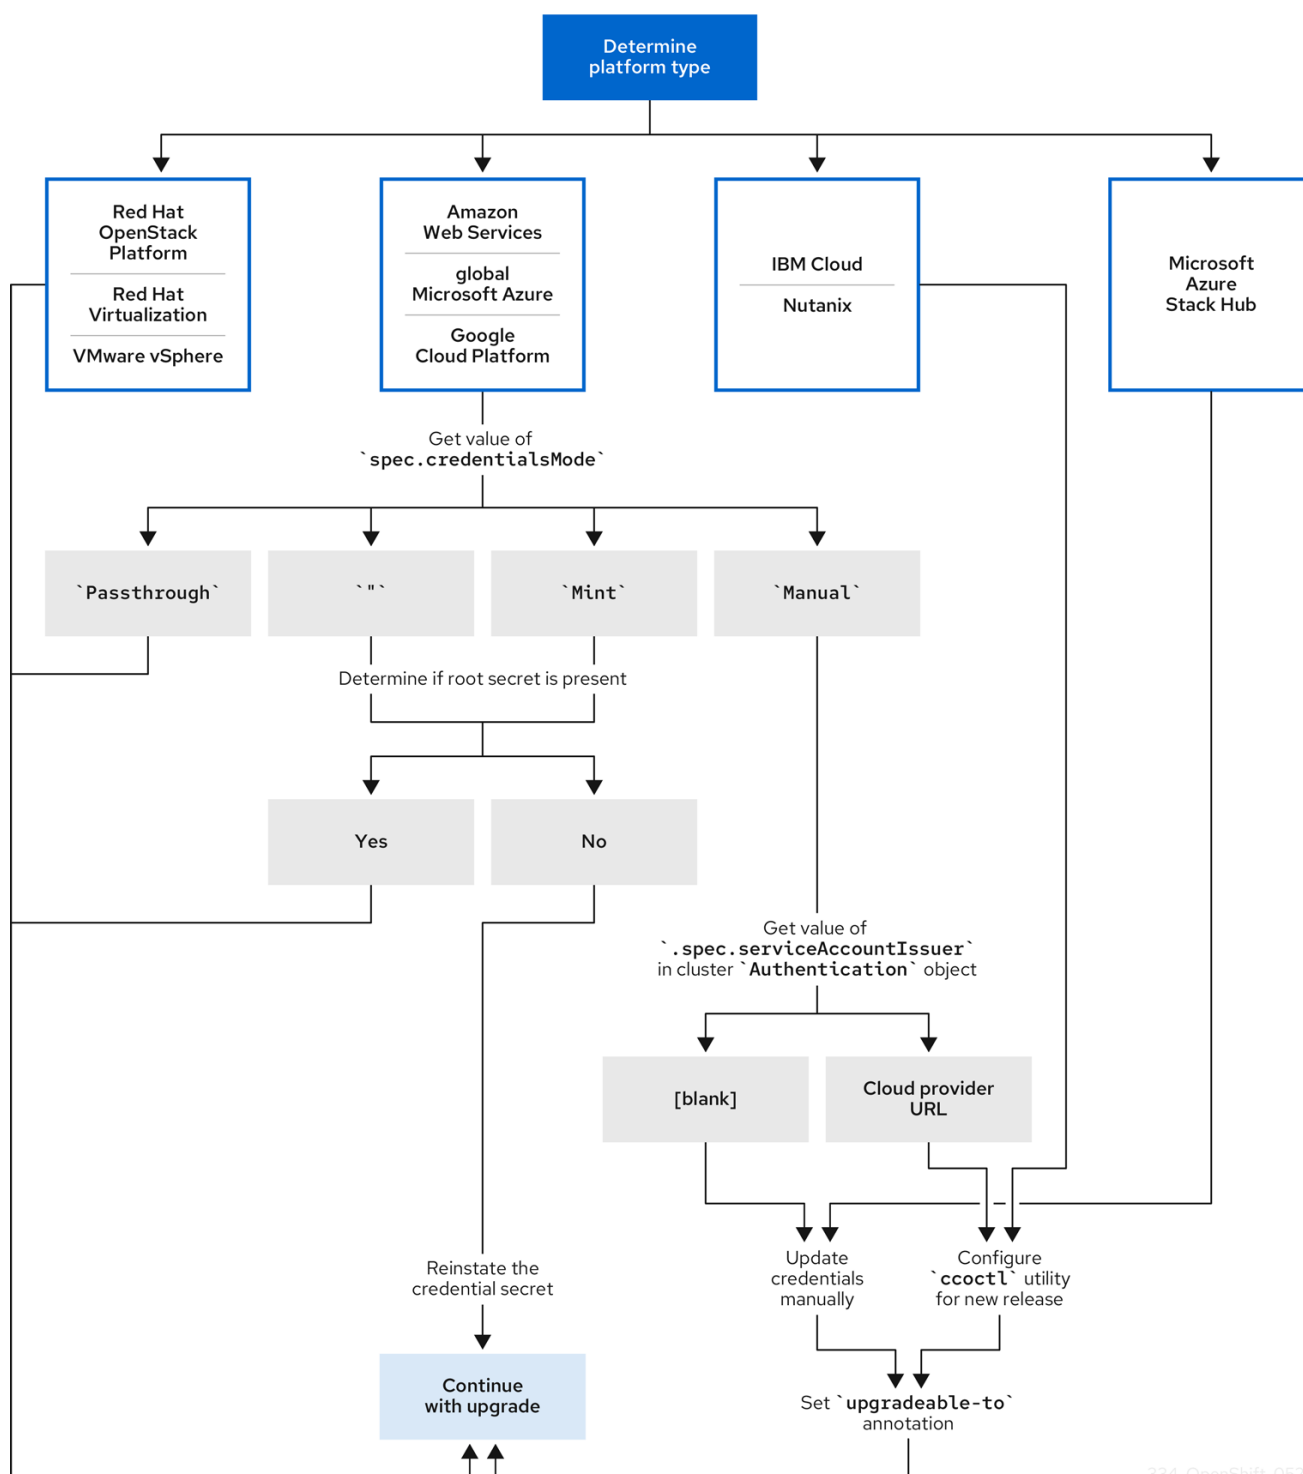 Determine
platform type
Red Hat
OpenStack
Platform
Red Hat
Virtualization
VMware vSphere
Amazon
Web Services
global
Microsoft Azure
Google
Cloud Platform
IBM Cloud
Nutanix
Microsoft
Azure
Stack Hub
Get value of
`spec.credentialsMode`
`Passthrough`
`"`
`Mint`
`Manual`
Determine if root secret is present
Yes
No
Get value of
`.spec.serviceAccountIssuer`
in cluster `Authentication` object
[blank]
Cloud provider
URL
Update
credentials
manually
Configure
`ccoctl` utility
for new release
Reinstate the
credential secret
Continue
with upgrade
Set `upgradeable-to`
annotation